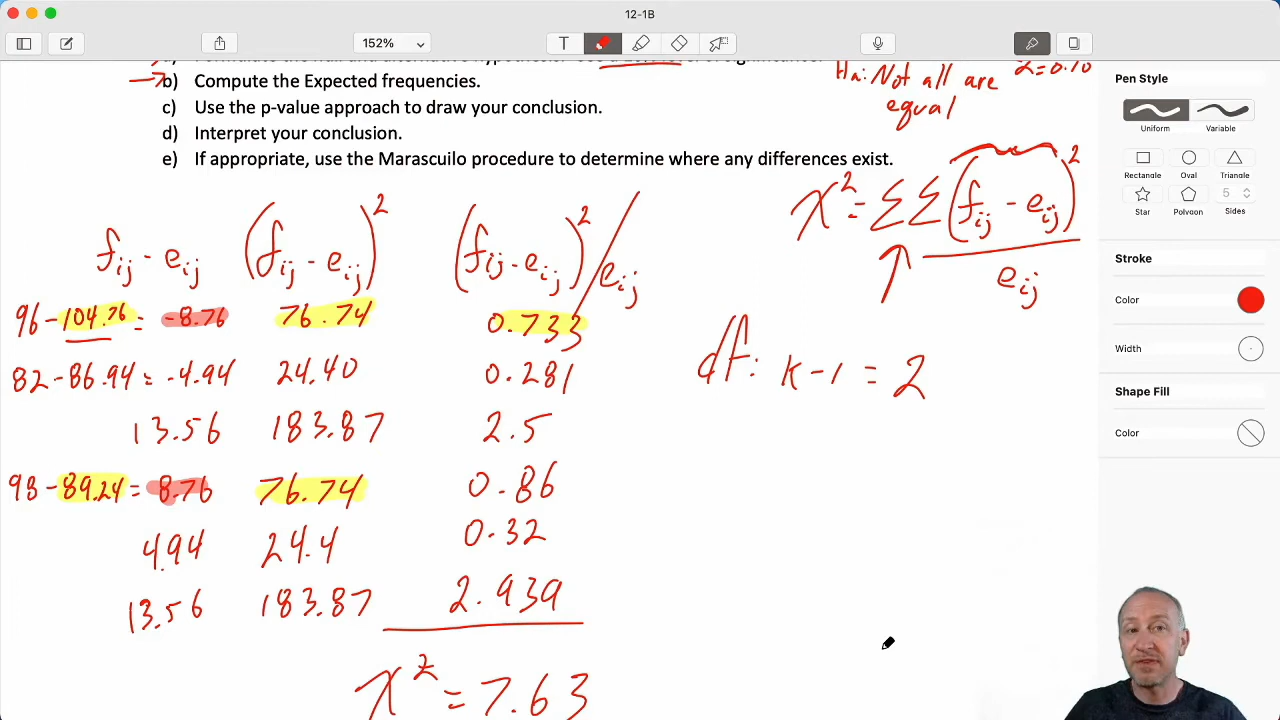 12-1B
152%
T
b) Compute the Expected frequencies.
c) Use the p-value approach to draw your conclusion.
d) Interpret your conclusion.
e) If appropriate, use the Marascuilo procedure to determine where any differences exist.
Ha: Not all are
equal
α=0.10
χ² = ΣΣ (fij - eij)²
eij
fij - eij (fij - eij)² (fij - eij)² / eij
96 - 104.76 = -8.76 76.74 0.733
82 - 86.94 = -4.94 24.40 0.281
13.56 183.87 2.5
98 - 89.24 = 8.76 76.74 0.86
4.94 24.4 0.32
13.56 183.87 2.939
χ² = 7.63
df: k - 1 = 2
Pen Style
Uniform Variable
Rectangle Oval Triangle
Star Polygon 5 Sides
Stroke
Color
Width
Shape Fill
Color